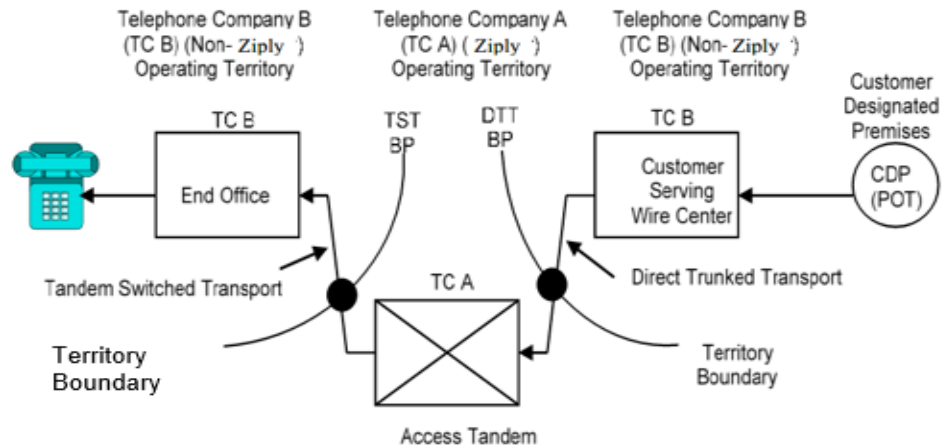 Telephone Company B
(TC B) (Non- Ziply )
Operating Territory
Telephone Company A
(TC A) ( Ziply )
Operating Territory
Telephone Company B
(TC B) (Non- Ziply )
Operating Territory
Customer
Designated
Premises
TC B
TST
BP
DTT
BP
TC B
End Office
Customer
Serving
Wire Center
CDP
(POT)
Tandem Switched Transport
TC A
Direct Trunked Transport
Territory
Boundary
Territory
Boundary
Access Tandem